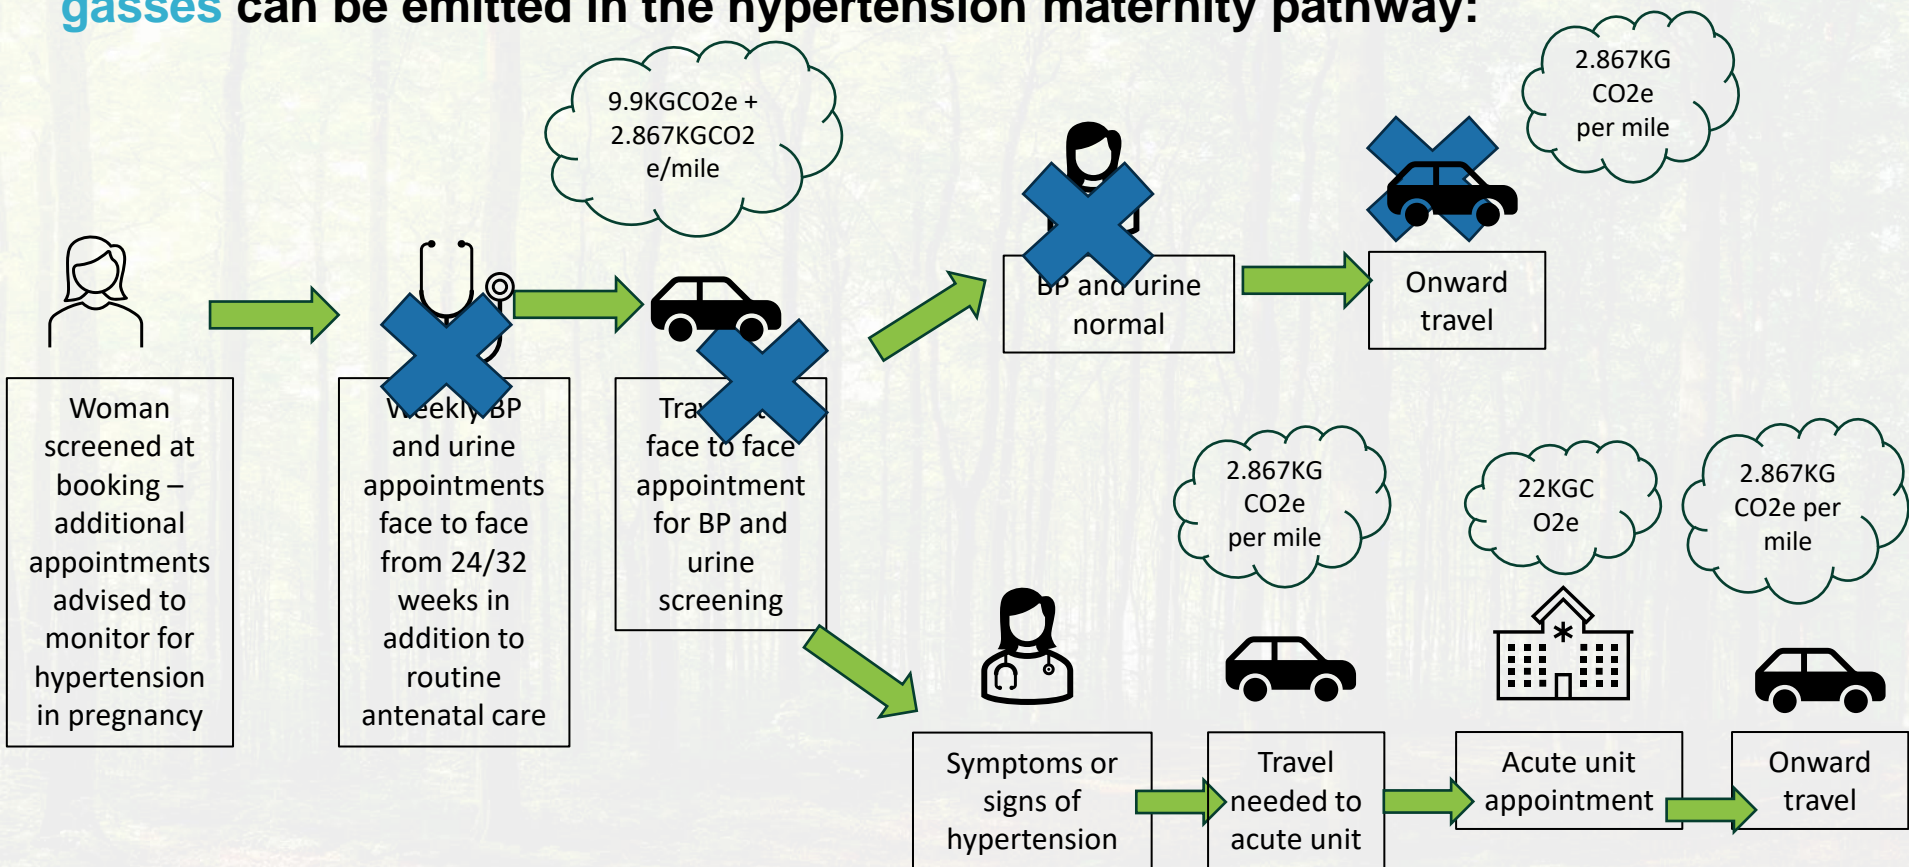 gasses can be emitted in the hypertension maternity pathway:
9.9KGCO2e +
2.867KGCO2
e/mile
2.867KG
CO2e
per mile
Woman
screened at
booking –
additional
appointments
advised to
monitor for
hypertension
in pregnancy
Weekly BP
and urine
appointments
face to face
from 24/32
weeks in
addition to
routine
antenatal care
face to face
appointment
for BP and
urine
screening
BP and urine
normal
Onward
travel
2.867KG
CO2e
per mile
22KGC
O2e
2.867KG
CO2e per
mile
Symptoms or
signs of
hypertension
Travel
needed to
acute unit
Acute unit
appointment
Onward
travel